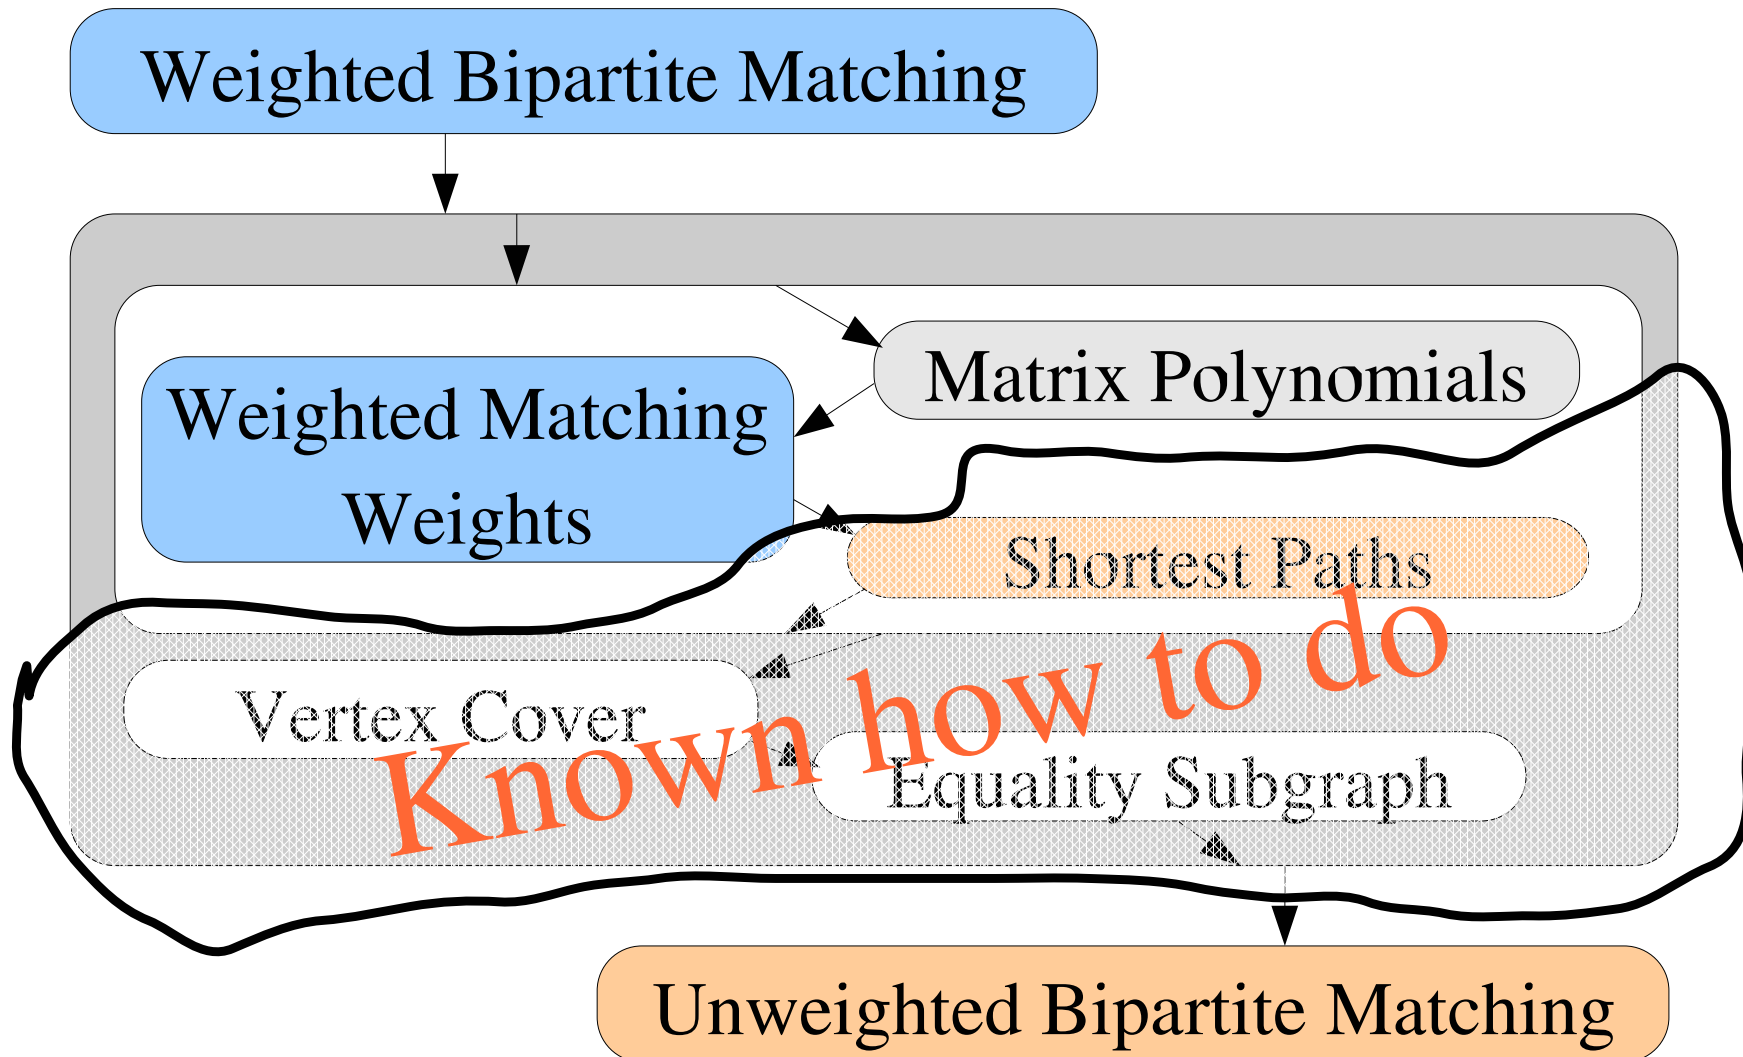 Weighted Bipartite Matching
Matrix Polynomials
Weighted Matching
Weights
Shortest Paths
Vertex Cover
Known how to do
Equality Subgraph
Unweighted Bipartite Matching